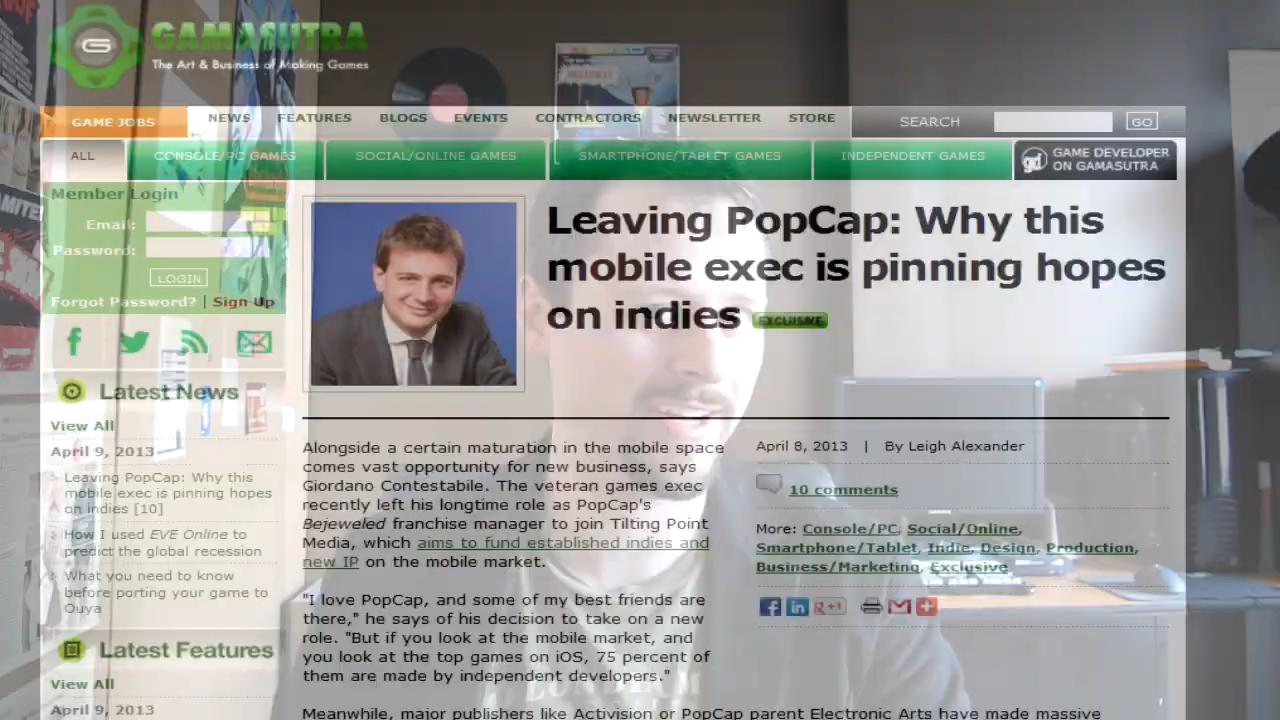 GAMASUTRA
The Art & Business of Making Games
GAME JOBS
NEWS FEATURES BLOGS EVENTS CONTRACTORS NEWSLETTER STORE
SEARCH
GO
ALL
CONSOLE/PC GAMES
SOCIAL/ONLINE GAMES
SMARTPHONE/TABLET GAMES
INDEPENDENT GAMES
gd GAME DEVELOPER
ON GAMASUTRA
Member Login
Email:
Password:
LOGIN
Forgot Password? | Sign Up
Latest News
View All
April 9, 2013
Leaving PopCap: Why this
mobile exec is pinning hopes
on indies [10]
How I used EVE Online to
predict the global recession
What you need to know
before porting your game to
Ouya
Latest Features
View All
April 9, 2013
Leaving PopCap: Why this
mobile exec is pinning hopes
on indies EXCLUSIVE
Alongside a certain maturation in the mobile space
comes vast opportunity for new business, says
Giordano Contestabile. The veteran games exec
recently left his longtime role as PopCap's
Bejeweled franchise manager to join Tilting Point
Media, which aims to fund established indies and
new IP on the mobile market.
"I love PopCap, and some of my best friends are
there," he says of his decision to take on a new
role. "But if you look at the mobile market, and
you look at the top games on iOS, 75 percent of
them are made by independent developers."
Meanwhile, major publishers like Activision or PopCap parent Electronic Arts have made massive
April 8, 2013 | By Leigh Alexander
10 comments
More: Console/PC, Social/Online,
Smartphone/Tablet, Indie, Design, Production,
Business/Marketing, Exclusive